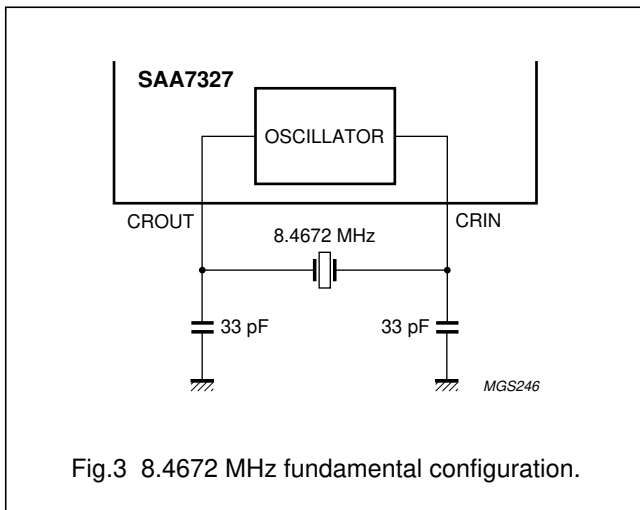 SAA7327
OSCILLATOR
CROUT
CRIN
8.4672 MHz
33 pF
33 pF
MGS246
Fig.3 8.4672 MHz fundamental configuration.